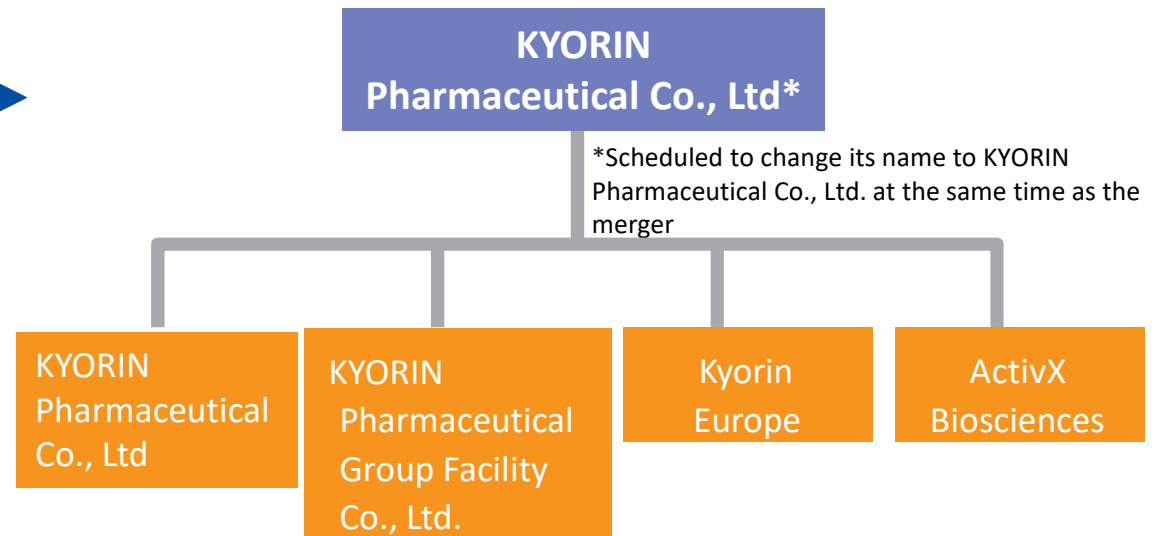 KYORIN
Pharmaceutical Co., Ltd*
*Scheduled to change its name to KYORIN
Pharmaceutical Co., Ltd. at the same time as the
merger
KYORIN
Pharmaceutical
Co., Ltd
KYORIN
Pharmaceutical
Group Facility
Co., Ltd.
Kyorin
Europe
ActivX
Biosciences